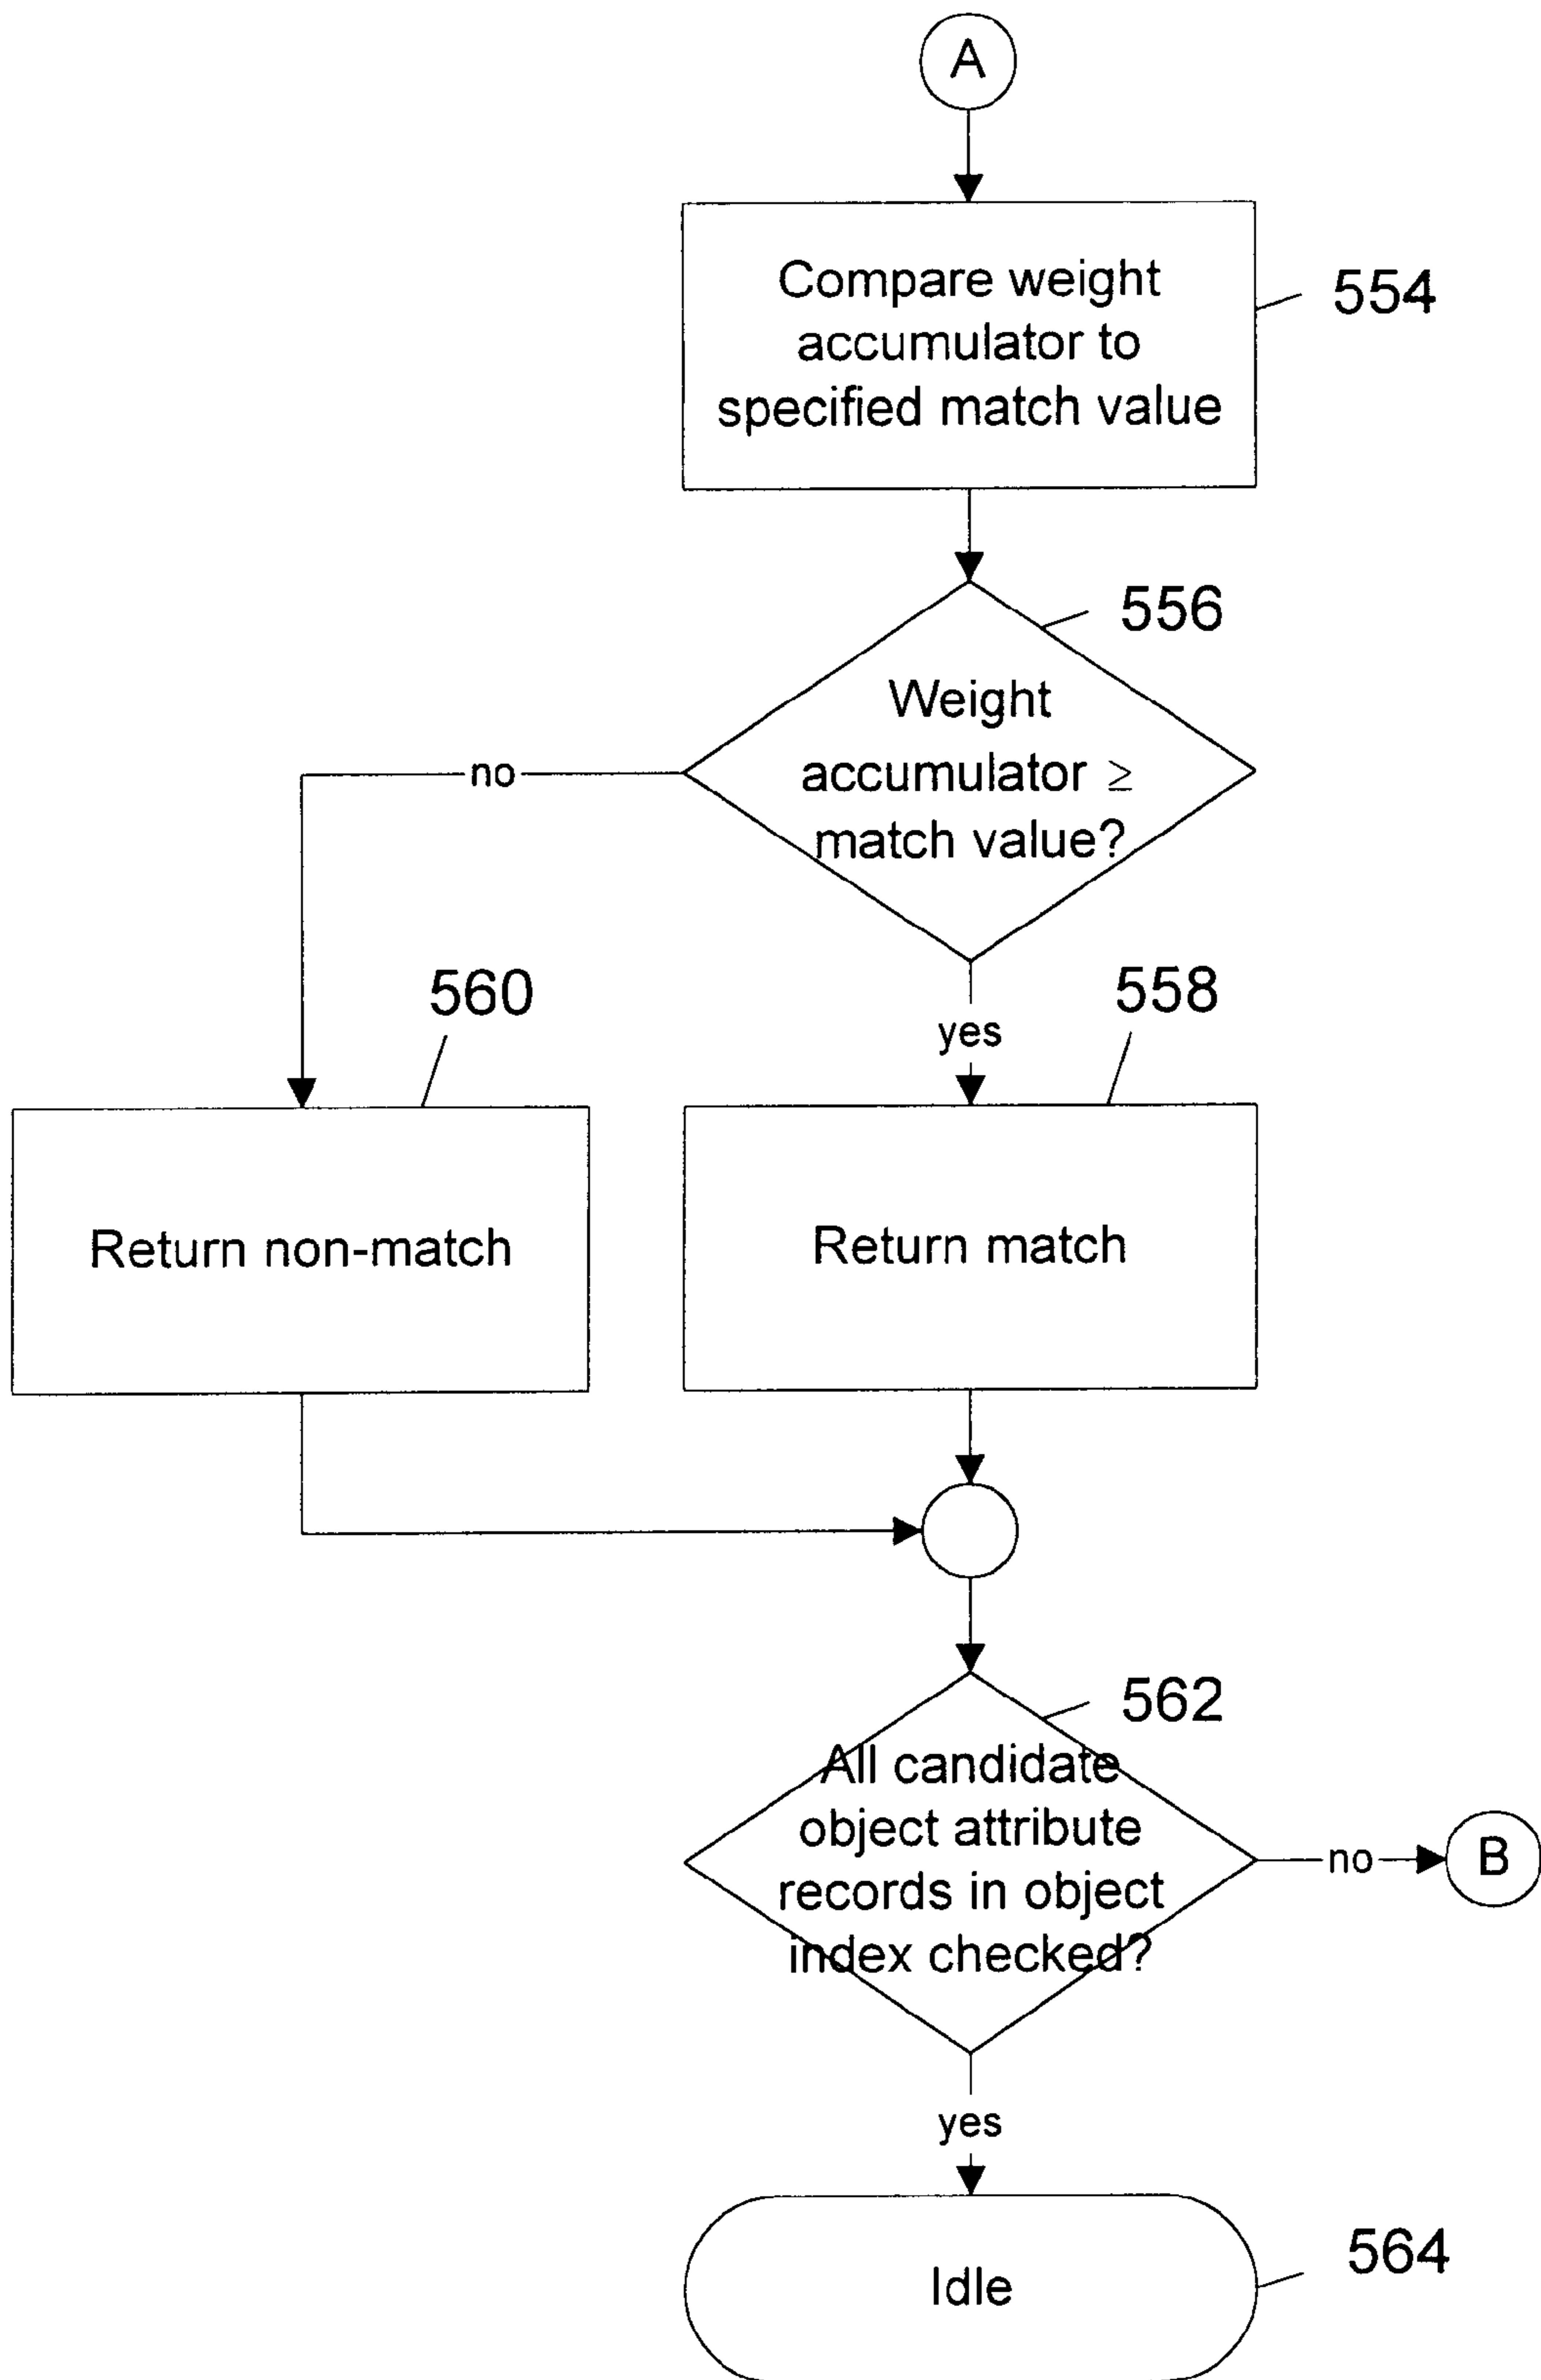 A
Compare weight
accumulator to
specified match value
554
556
Weight
accumulator ≥
match value?
no
560
558
yes
Return non-match
Return match
562
All candidate
object attribute
records in object
index checked?
no
B
yes
564
Idle